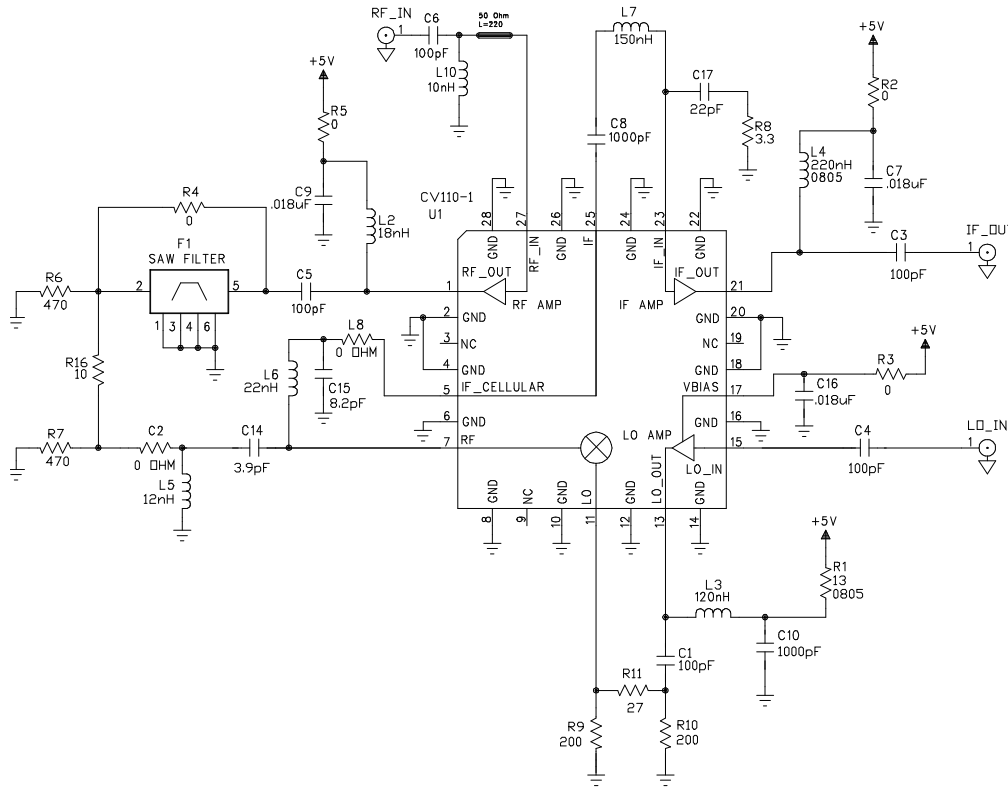 RF_IN
1
C6
100pF
50 Ohm
L=220
L10
10nH
L7
150nH
C17
22pF
R8
3.3
C8
1000pF
+5V
R2
0
L4
220nH
0805
C7
.018uF
C3
100pF
IF_OUT
1
+5V
R5
0
C9
.018uF
L2
18nH
R4
0
F1
SAW FILTER
2
5
1
3
4
6
C5
100pF
R6
470
R16
10
R7
470
C2
0 OHM
L5
12nH
C14
3.9pF
L6
22nH
C15
8.2pF
L8
0 OHM
CV110-1
U1
28
27
26
25
24
23
22
GND
RF_IN
GND
IF
GND
IF_IN
GND
RF_OUT
RF AMP
IF_OUT
IF AMP
1
2
GND
3
NC
4
GND
5
IF_CELLULAR
6
GND
7
RF
21
20
GND
19
NC
18
GND
17
VBIAS
16
GND
15
LO AMP
LO_IN
LO_OUT
GND
NC
GND
LO
GND
GND
8
9
10
11
12
13
14
+5V
R3
0
C16
.018uF
C4
100pF
LO_IN
1
+5V
R1
13
0805
L3
120nH
C10
1000pF
C1
100pF
R11
27
R9
200
R10
200